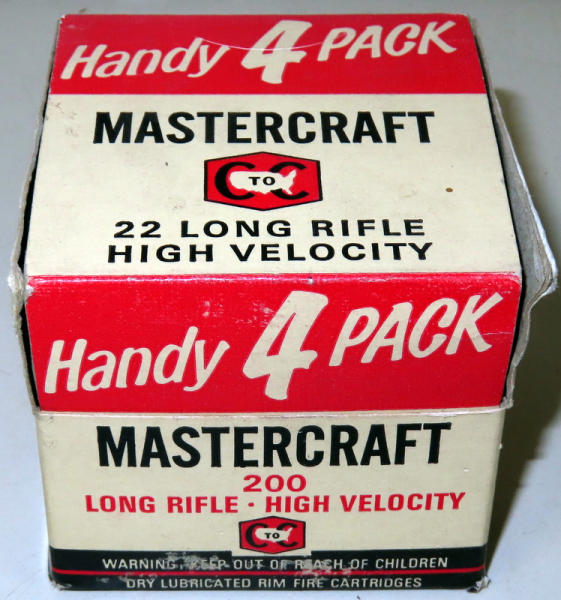 Handy 4 PACK
MASTERCRAFT
C TO C
22 LONG RIFLE
HIGH VELOCITY
Handy 4 PACK
MASTERCRAFT
200
LONG RIFLE · HIGH VELOCITY
C TO C
WARNING, KEEP OUT OF REACH OF CHILDREN
DRY LUBRICATED RIM FIRE CARTRIDGES